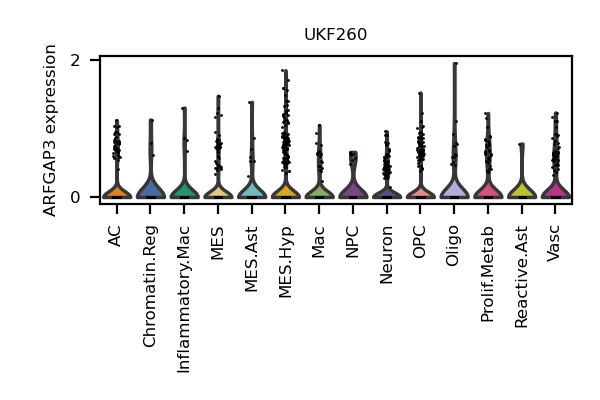 UKF260
ARFGAP3 expression
2
0
AC
Chromatin.Reg
Inflammatory.Mac
MES
MES.Ast
MES.Hyp
Mac
NPC
Neuron
OPC
Oligo
Prolif.Metab
Reactive.Ast
Vasc